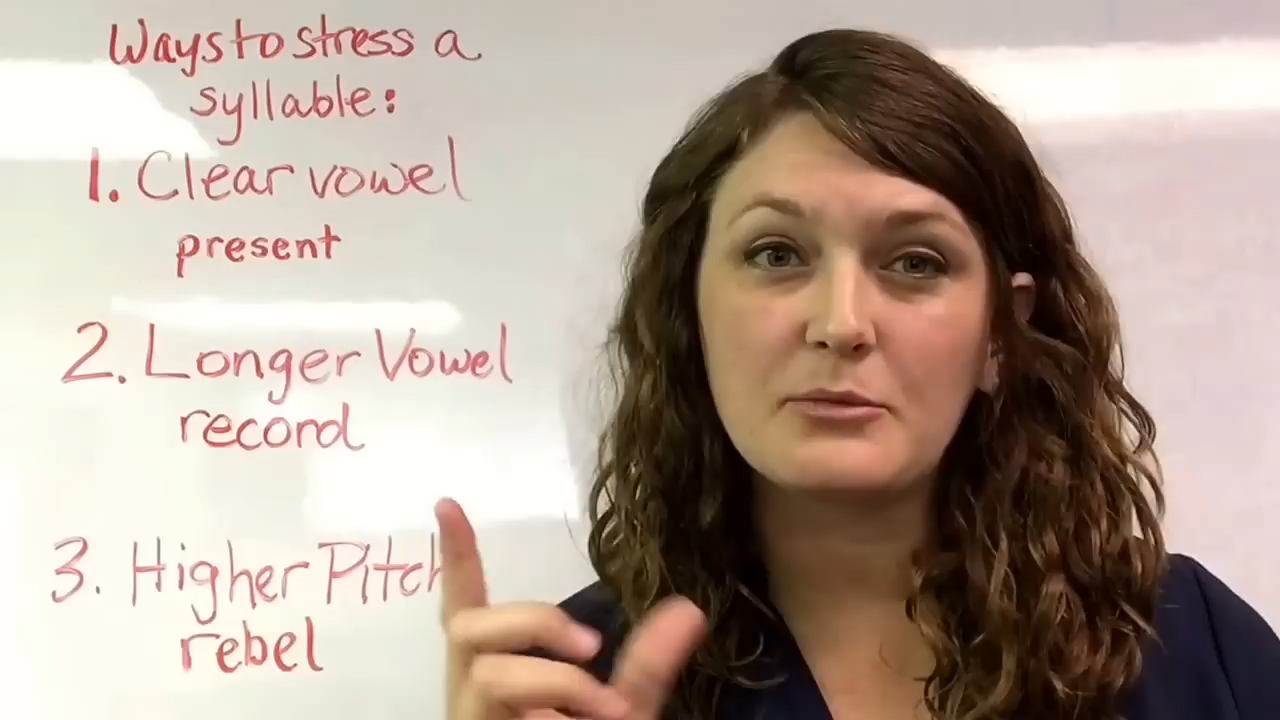 Ways to stress a
syllable:
1. Clear vowel
present
2. Longer Vowel
record
3. Higher Pitch
rebel